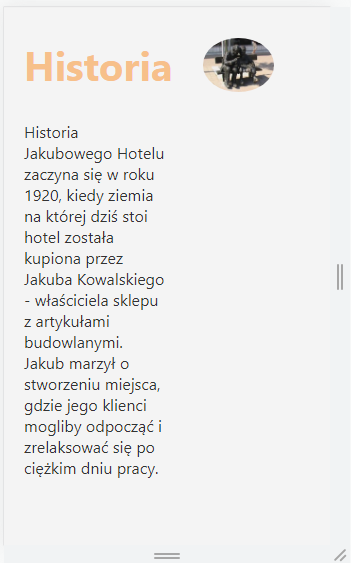 Historia
Historia
Jakubowego Hotelu
zaczyna się w roku
1920, kiedy ziemia
na której dziś stoi
hotel została
kupiona przez
Jakuba Kowalskiego
- właściciela sklepu
z artykułami
budowlanymi.
Jakub marzył o
stworzeniu miejsca,
gdzie jego klienci
mogliby odpocząć i
zrelaksować się po
ciężkim dniu pracy.